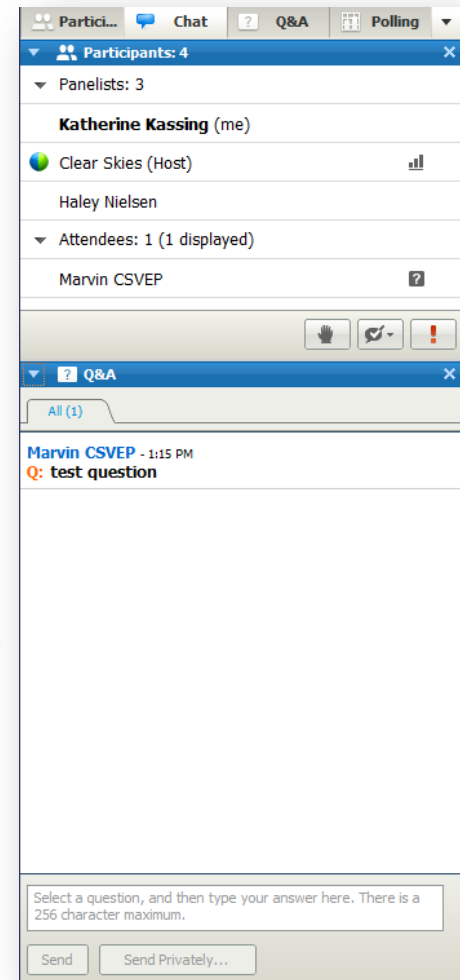 Partici... Chat ? Q&A Polling
Participants: 4
Panelists: 3
Katherine Kassing (me)
Clear Skies (Host)
Haley Nielsen
Attendees: 1 (1 displayed)
Marvin CSVEP ?
!
? Q&A
All (1)
Marvin CSVEP - 1:15 PM
Q: test question
Select a question, and then type your answer here. There is a
256 character maximum.
Send Send Privately...